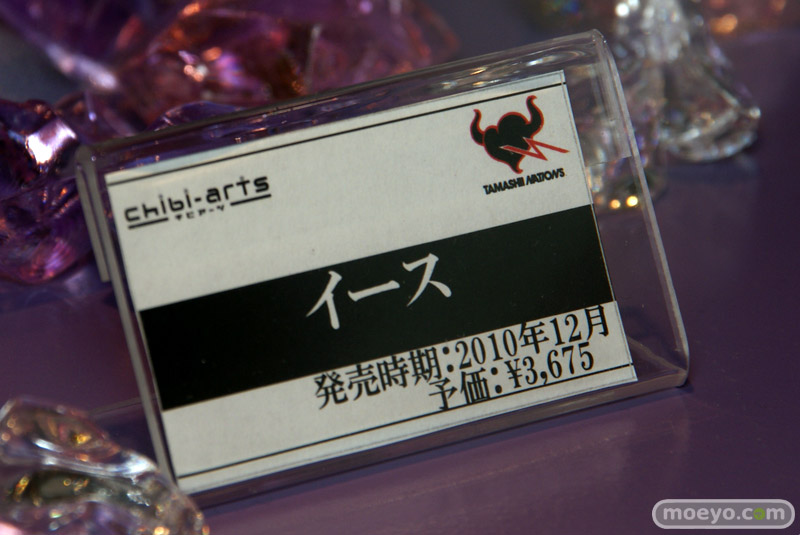 chibi-arts
チビアーツ
TAMASHII NATIONS
イース
発売時期:2010年12月
予価:¥3,675
moeyo.com